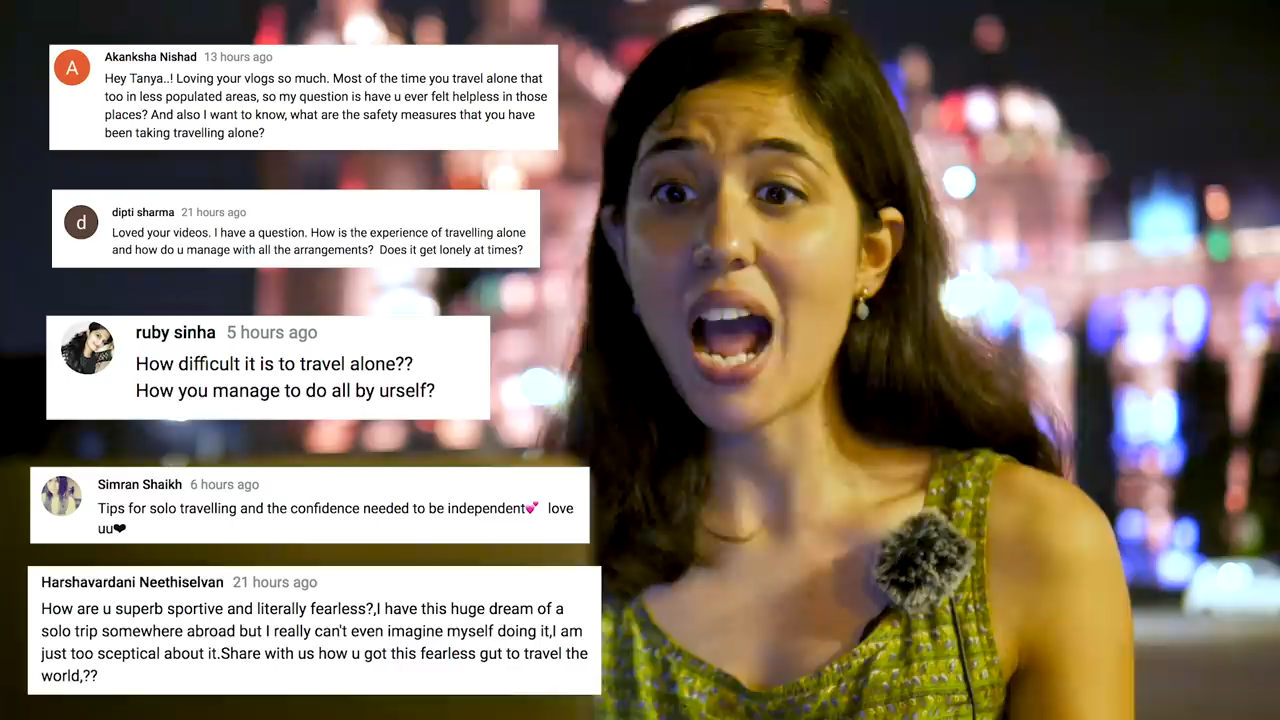 A
Akanksha Nishad 13 hours ago
Hey Tanya..! Loving your vlogs so much. Most of the time you travel alone that
too in less populated areas, so my question is have u ever felt helpless in those
places? And also I want to know, what are the safety measures that you have
been taking travelling alone?
d
dipti sharma 21 hours ago
Loved your videos. I have a question. How is the experience of travelling alone
and how do u manage with all the arrangements?  Does it get lonely at times?
ruby sinha 5 hours ago
How difficult it is to travel alone??
How you manage to do all by urself?
Simran Shaikh 6 hours ago
Tips for solo travelling and the confidence needed to be independent💕 love
uu❤
Harshavardani Neethiselvan 21 hours ago
How are u superb sportive and literally fearless?,I have this huge dream of a
solo trip somewhere abroad but I really can't even imagine myself doing it,I am
just too sceptical about it.Share with us how u got this fearless gut to travel the
world,??